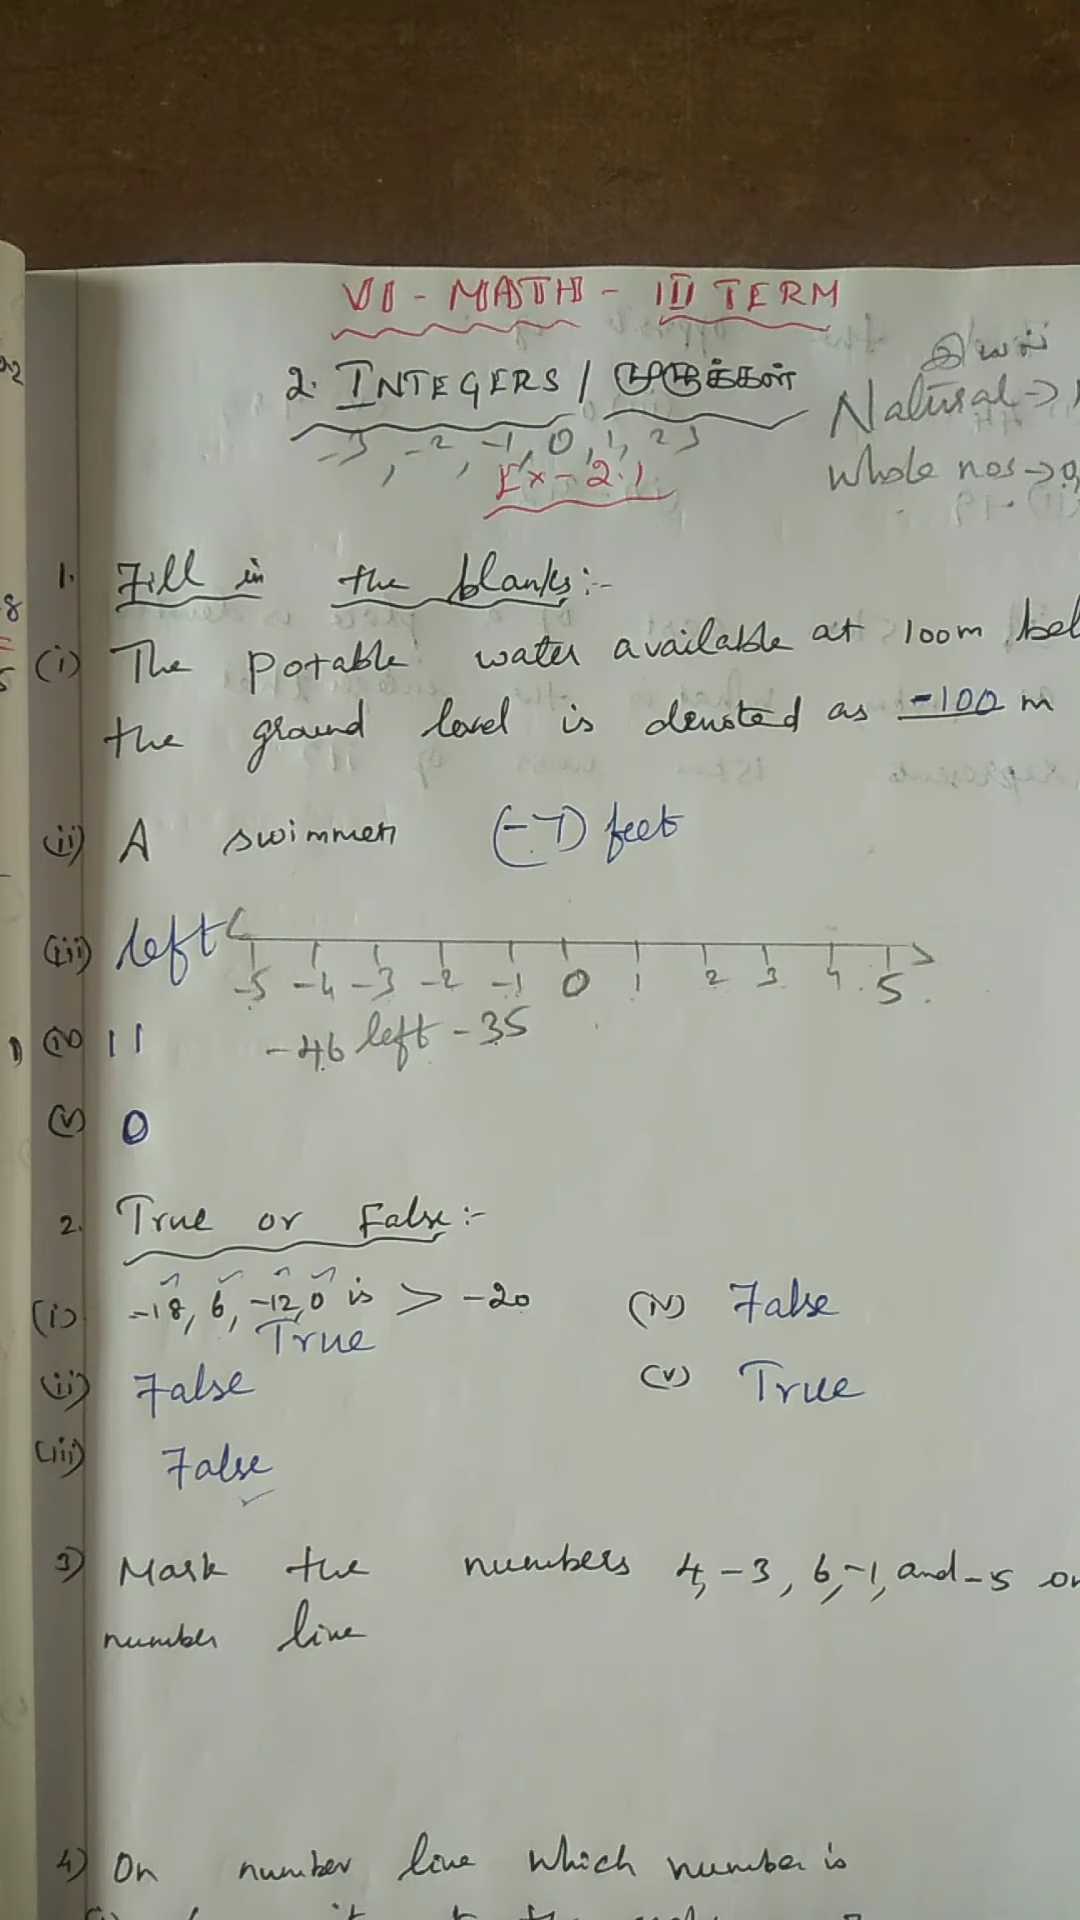 VI - MATH - III TERM
இயல்
2. INTEGERS / முழுக்கள்
Natural →
-3, -2, -1, 0, 1, 2, 3
Whole nos → 0,
Ex - 2.1
1. Fill in the blanks:-
(i) The potable water available at 100m bel
the ground level is denoted as -100 m
(ii) A swimmer (-7) feet
(iii) left
-5 -4 -3 -2 -1 0 1 2 3 4 5
(iv) 11 -46 left -35
(v) 0
2. True or False:-
(i) -18, 6, -12, 0 is > -20 (iv) False
True
(ii) False (v) True
(iii) False
3) Mark the numbers 4, -3, 6, -1, and -5 on
number line
4) On number line which number is